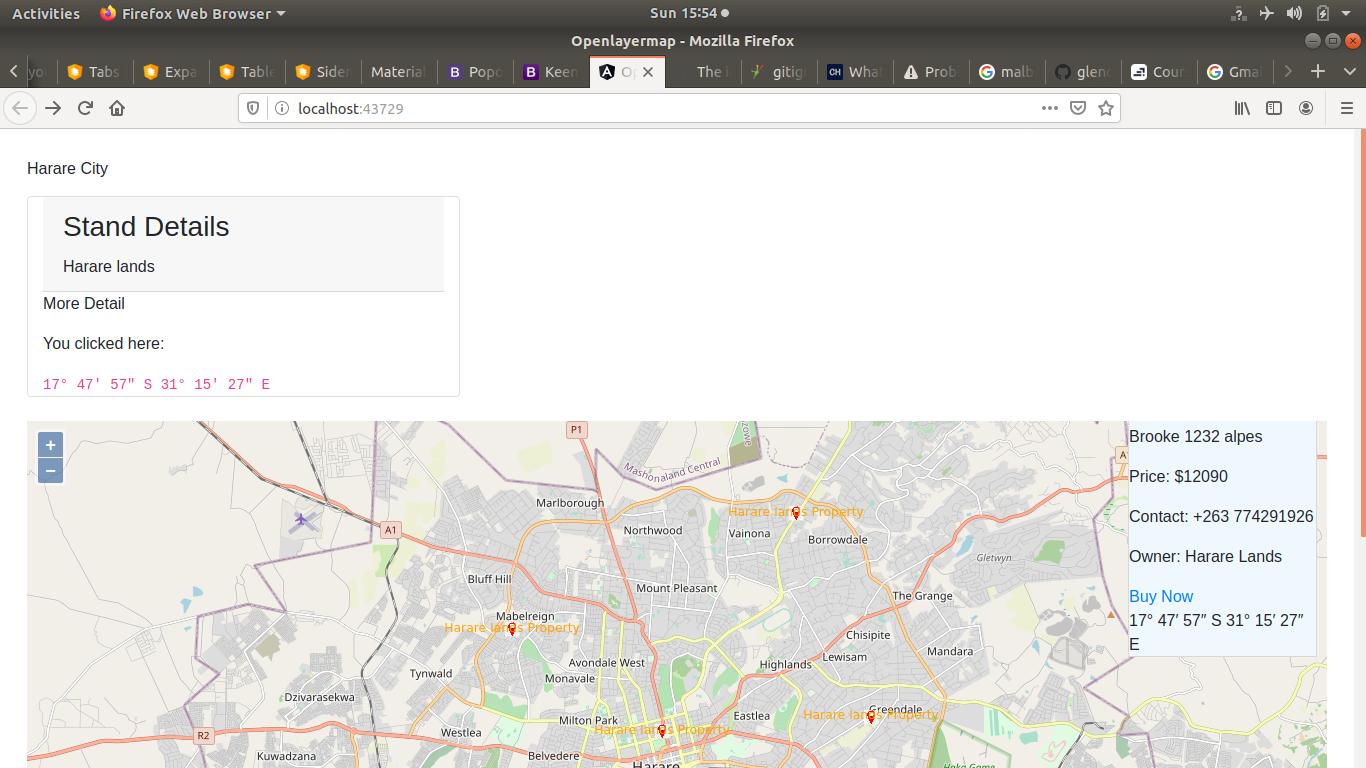 Activities Firefox Web Browser Sun 15:54
Openlayermap - Mozilla Firefox
Tabs Expa Table Sider Material Popo Keen Op The gitig What Prob malb glenc Cour Gmai
localhost:43729
Harare City
Stand Details
Harare lands
More Detail
You clicked here:
17° 47' 57" S 31° 15' 27" E
+
−
P1
Mashonaland Central
Brooke 1232 alpes
Price: $12090
Contact: +263 774291926
Owner: Harare Lands
Buy Now
17° 47′ 57″ S 31° 15′ 27″
E
Marlborough
Harare lands Property
A1
Northwood
Vainona
Borrowdale
Gletwyn
Bluff Hill
Mount Pleasant
The Grange
Mabelreign
Harare lands Property
Chisipite
Avondale West
Highlands
Lewisam
Mandara
Tynwald
Monavale
Dzivarasekwa
Greendale
Milton Park
Eastlea
Harare lands Property
Harare lands Property
R2
Westlea
Kuwadzana
Belvedere
Harare